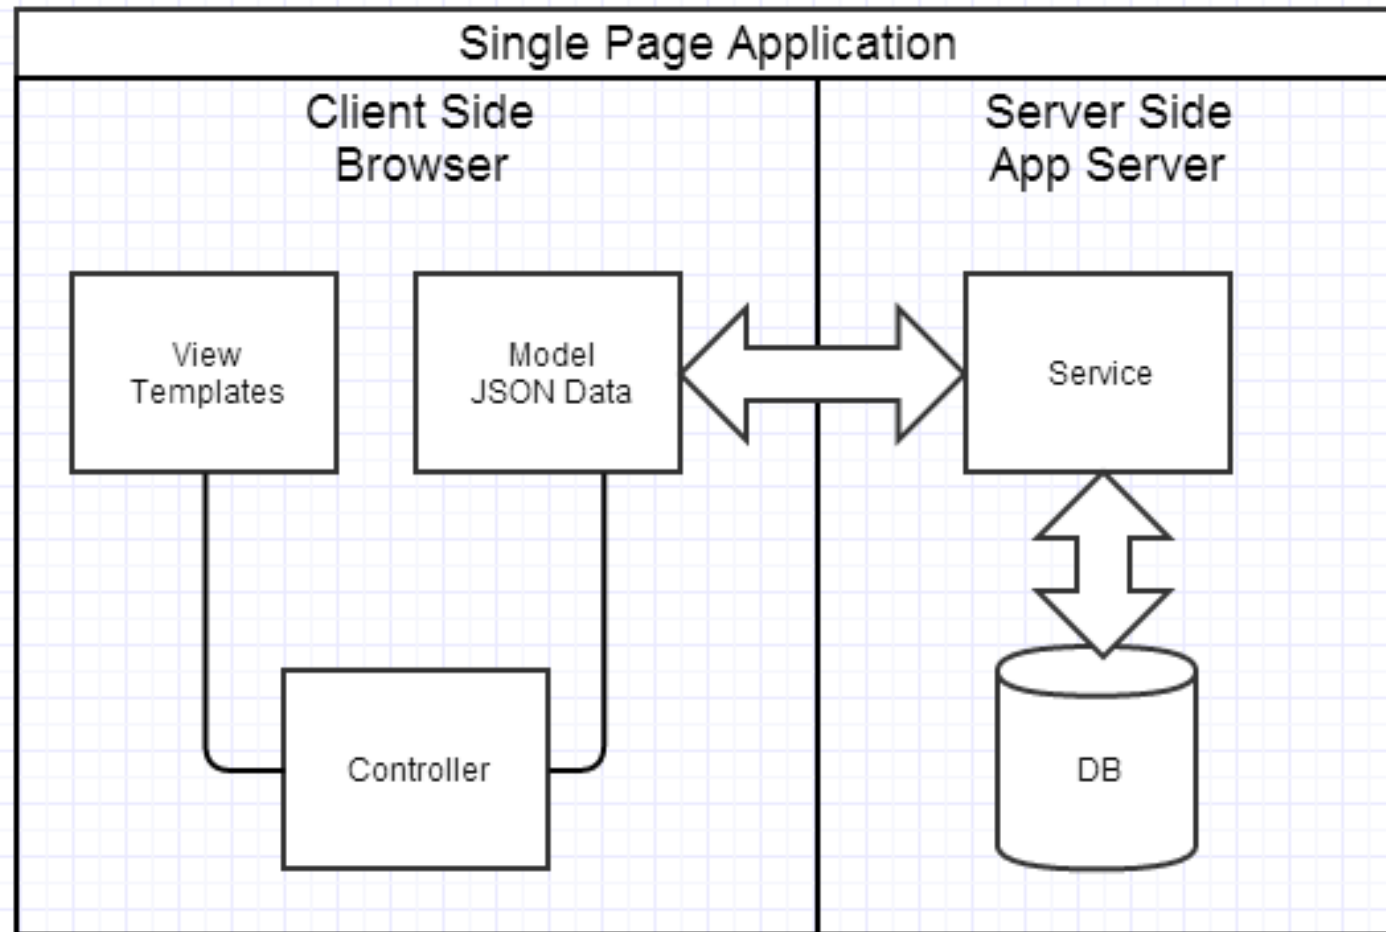 Single Page Application
Client Side
Browser
Server Side
App Server
View
Templates
Model
JSON Data
Service
Controller
DB